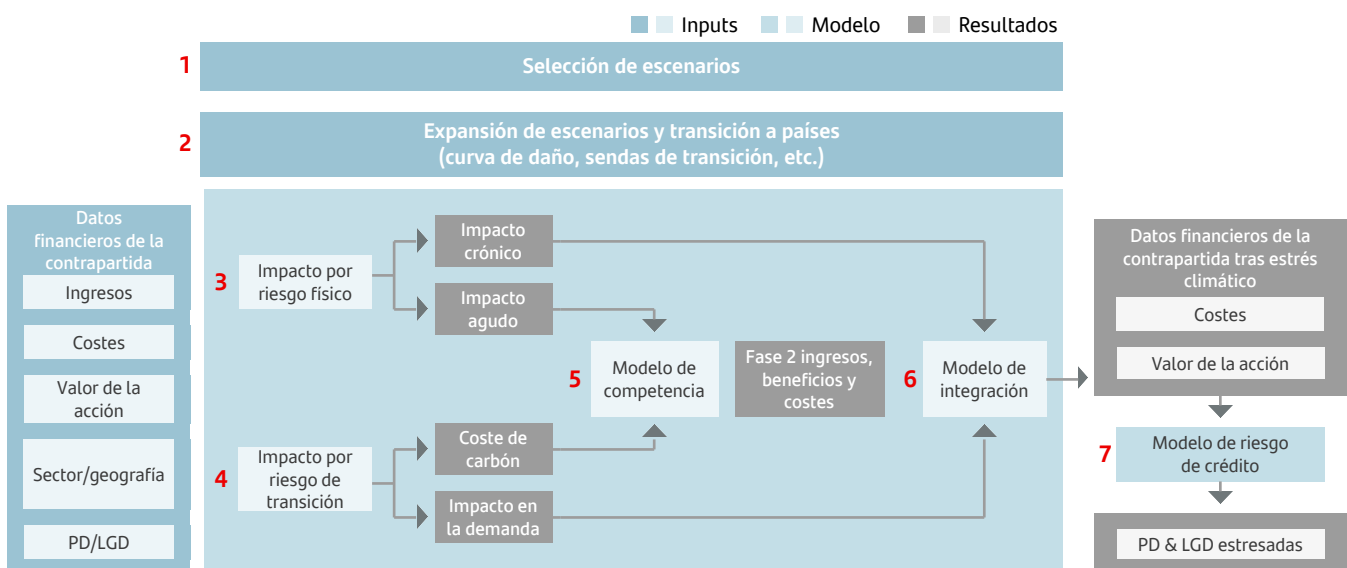 Inputs
Modelo
Resultados
1
Selección de escenarios
2
Expansión de escenarios y transición a países
(curva de daño, sendas de transición, etc.)
Datos
financieros de la
contrapartida
Ingresos
Costes
Valor de la
acción
Sector/geografía
PD/LGD
3
Impacto por
riesgo físico
Impacto
crónico
Impacto
agudo
4
Impacto por
riesgo de
transición
Coste de
carbón
Impacto en
la demanda
5
Modelo de
competencia
Fase 2 ingresos,
beneficios y
costes
6
Modelo de
integración
Datos financieros de la
contrapartida tras estrés
climático
Costes
Valor de la acción
7
Modelo de riesgo
de crédito
PD & LGD estresadas